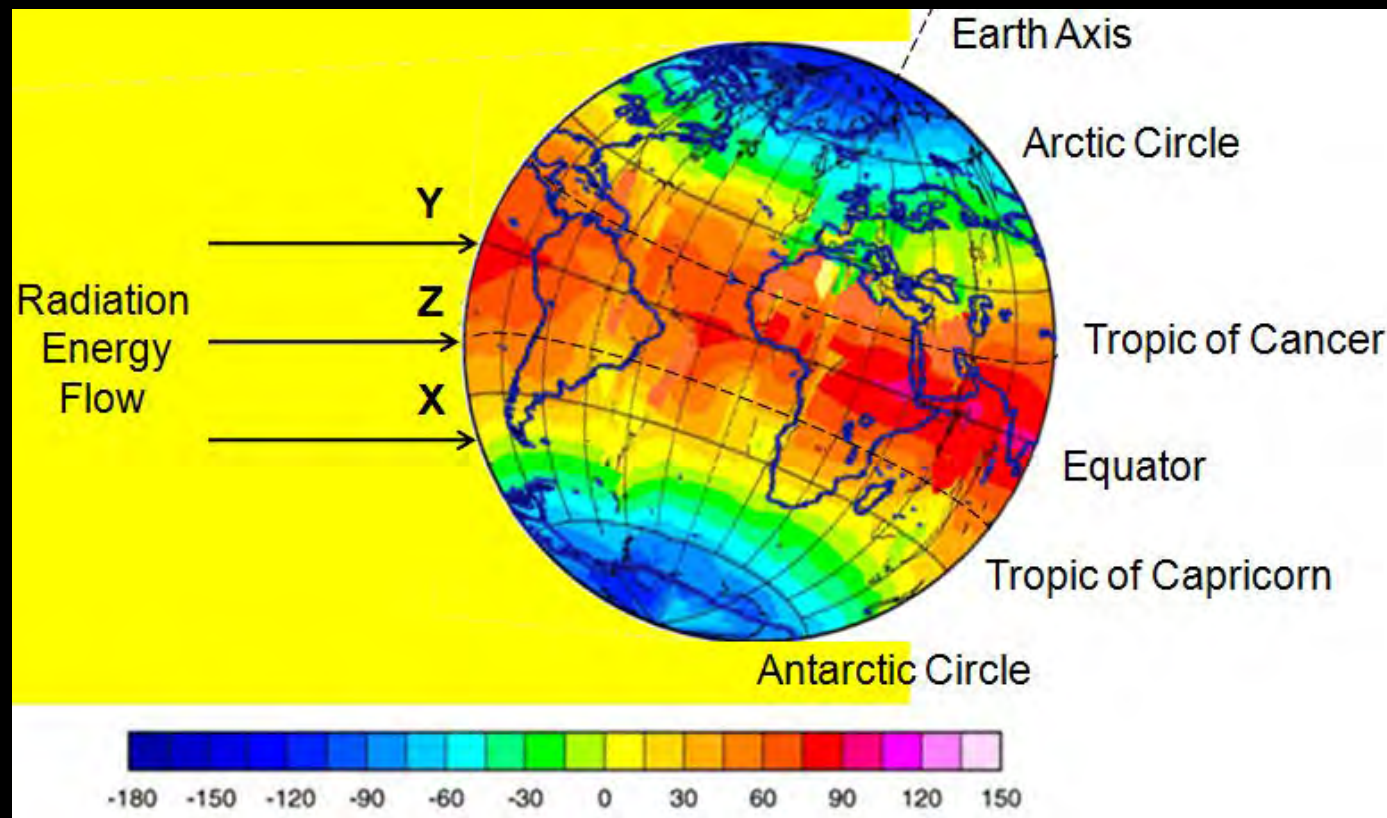 Earth Axis
Arctic Circle
Y
Radiation
Energy
Flow
Z
X
Tropic of Cancer
Equator
Tropic of Capricorn
Antarctic Circle
-180 -150 -120 -90 -60 -30 0 30 60 90 120 150